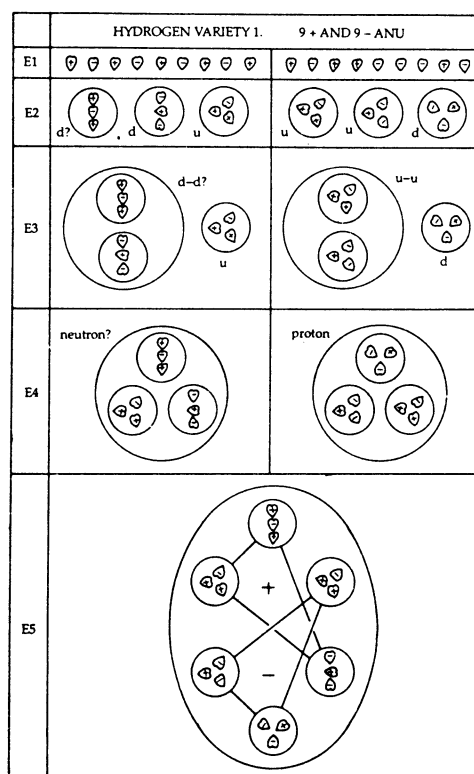 HYDROGEN VARIETY 1. 9 + AND 9 – ANU
E1
E2
d? d u u u d
E3
d–d? u–u
u d
E4
neutron? proton
E5
+
–